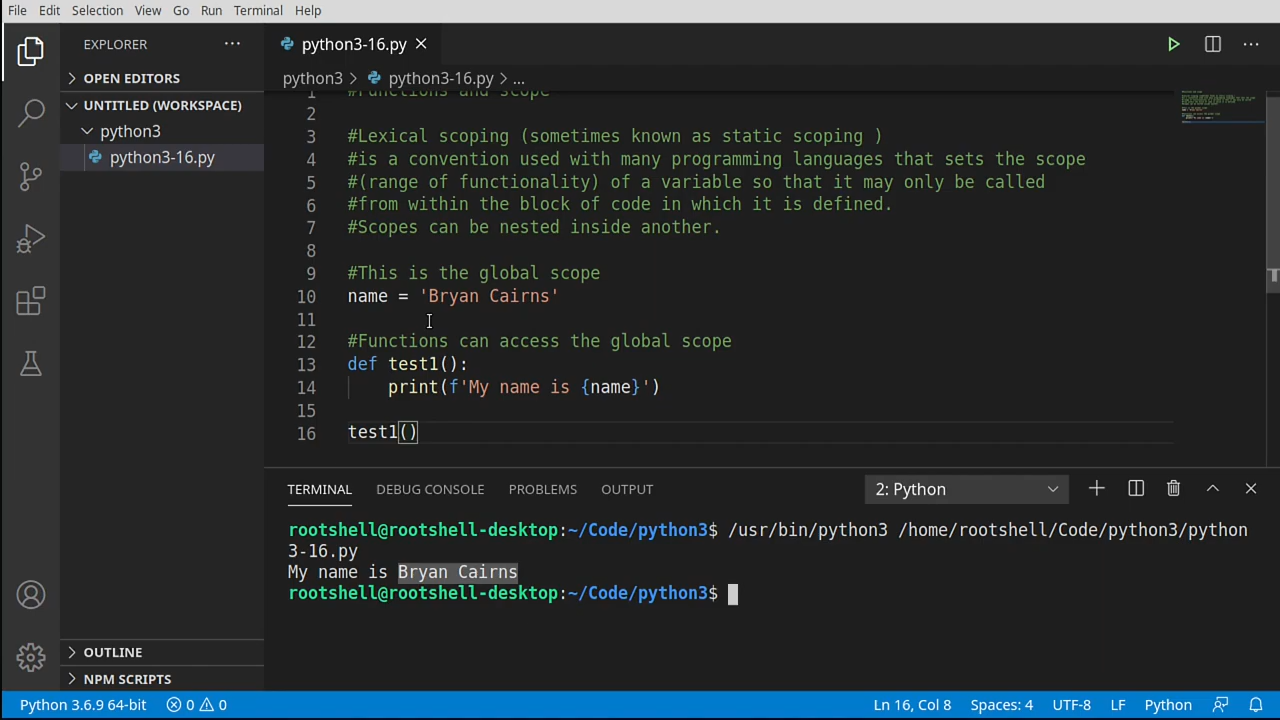 File Edit Selection View Go Run Terminal Help
EXPLORER ...
OPEN EDITORS
UNTITLED (WORKSPACE)
python3
python3-16.py
OUTLINE
NPM SCRIPTS
python3-16.py
python3 > python3-16.py > ...
1 #Functions and scope
2
3 #Lexical scoping (sometimes known as static scoping )
4 #is a convention used with many programming languages that sets the scope
5 #(range of functionality) of a variable so that it may only be called
6 #from within the block of code in which it is defined.
7 #Scopes can be nested inside another.
8
9 #This is the global scope
10 name = 'Bryan Cairns'
11
12 #Functions can access the global scope
13 def test1():
14     print(f'My name is {name}')
15
16 test1()
TERMINAL DEBUG CONSOLE PROBLEMS OUTPUT 2: Python
rootshell@rootshell-desktop:~/Code/python3$ /usr/bin/python3 /home/rootshell/Code/python3/python
3-16.py
My name is Bryan Cairns
rootshell@rootshell-desktop:~/Code/python3$
Python 3.6.9 64-bit 0 0 Ln 16, Col 8 Spaces: 4 UTF-8 LF Python